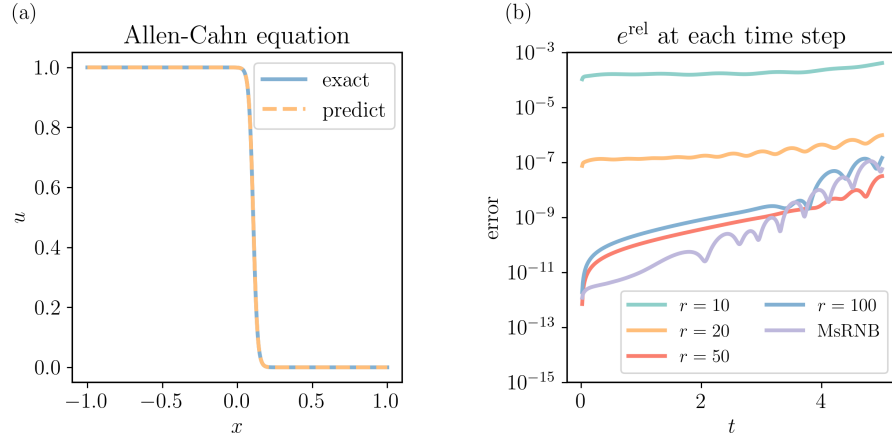 (a)
Allen-Cahn equation
1.0
0.8
0.6
0.4
0.2
0.0
u
−1.0
−0.5
0.0
0.5
1.0
x
exact
predict
(b)
e^rel at each time step
10^−3
10^−5
10^−7
10^−9
10^−11
10^−13
10^−15
error
0
2
4
t
r = 10
r = 20
r = 50
r = 100
MsRNB